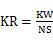 KR = KW/NS